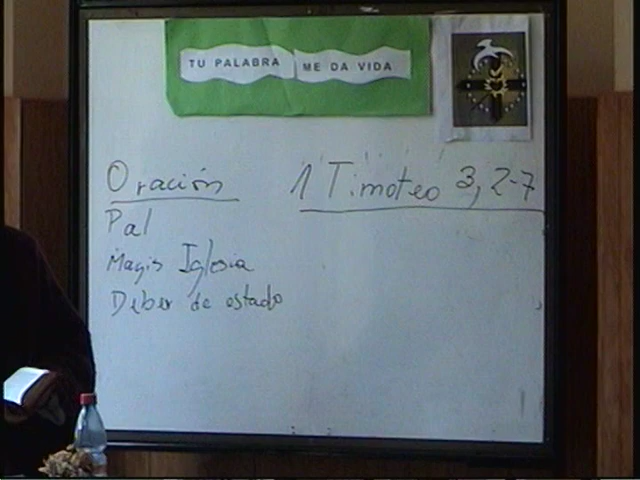 TU PALABRA ME DA VIDA
Oración
1 Timoteo 3, 2-7
Pal
Magis Iglesia
Deber de estado